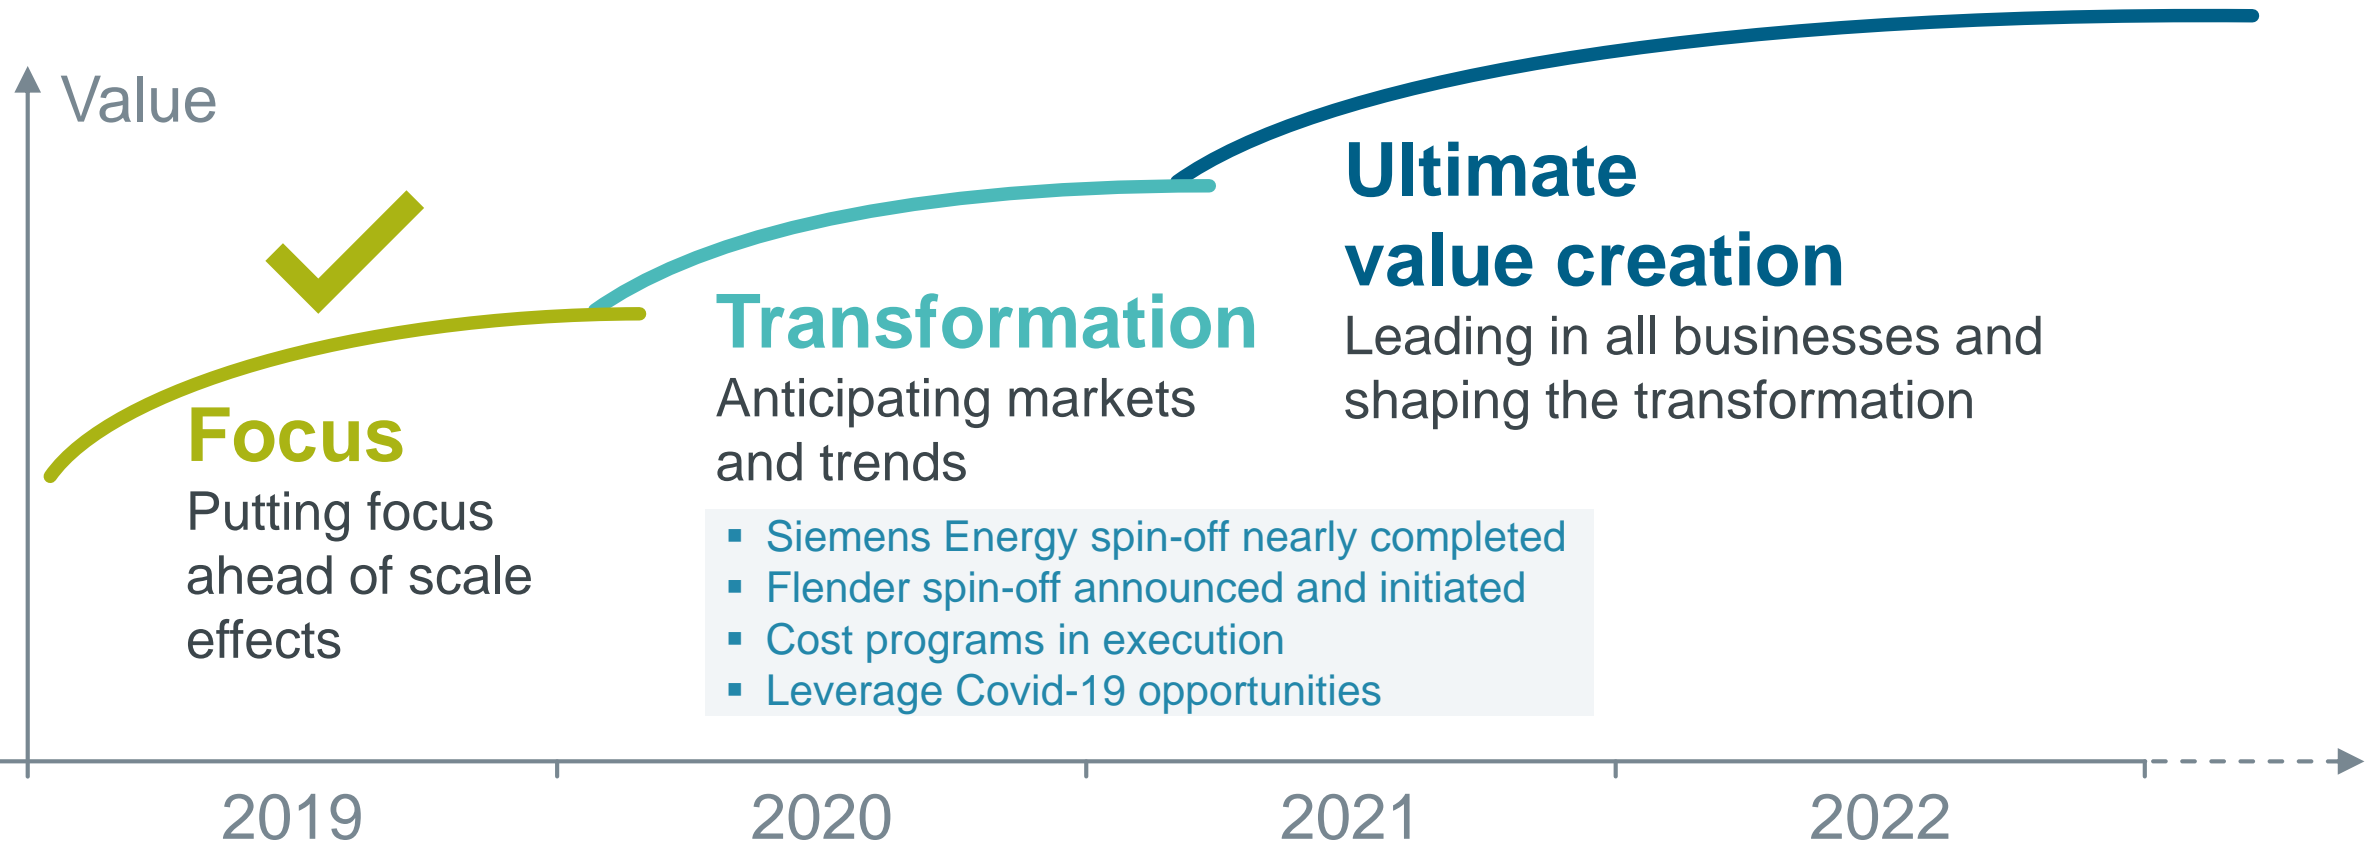 Value
Focus
Putting focus
ahead of scale
effects
Transformation
Anticipating markets
and trends
▪ Siemens Energy spin-off nearly completed
▪ Flender spin-off announced and initiated
▪ Cost programs in execution
▪ Leverage Covid-19 opportunities
Ultimate
value creation
Leading in all businesses and
shaping the transformation
2019
2020
2021
2022